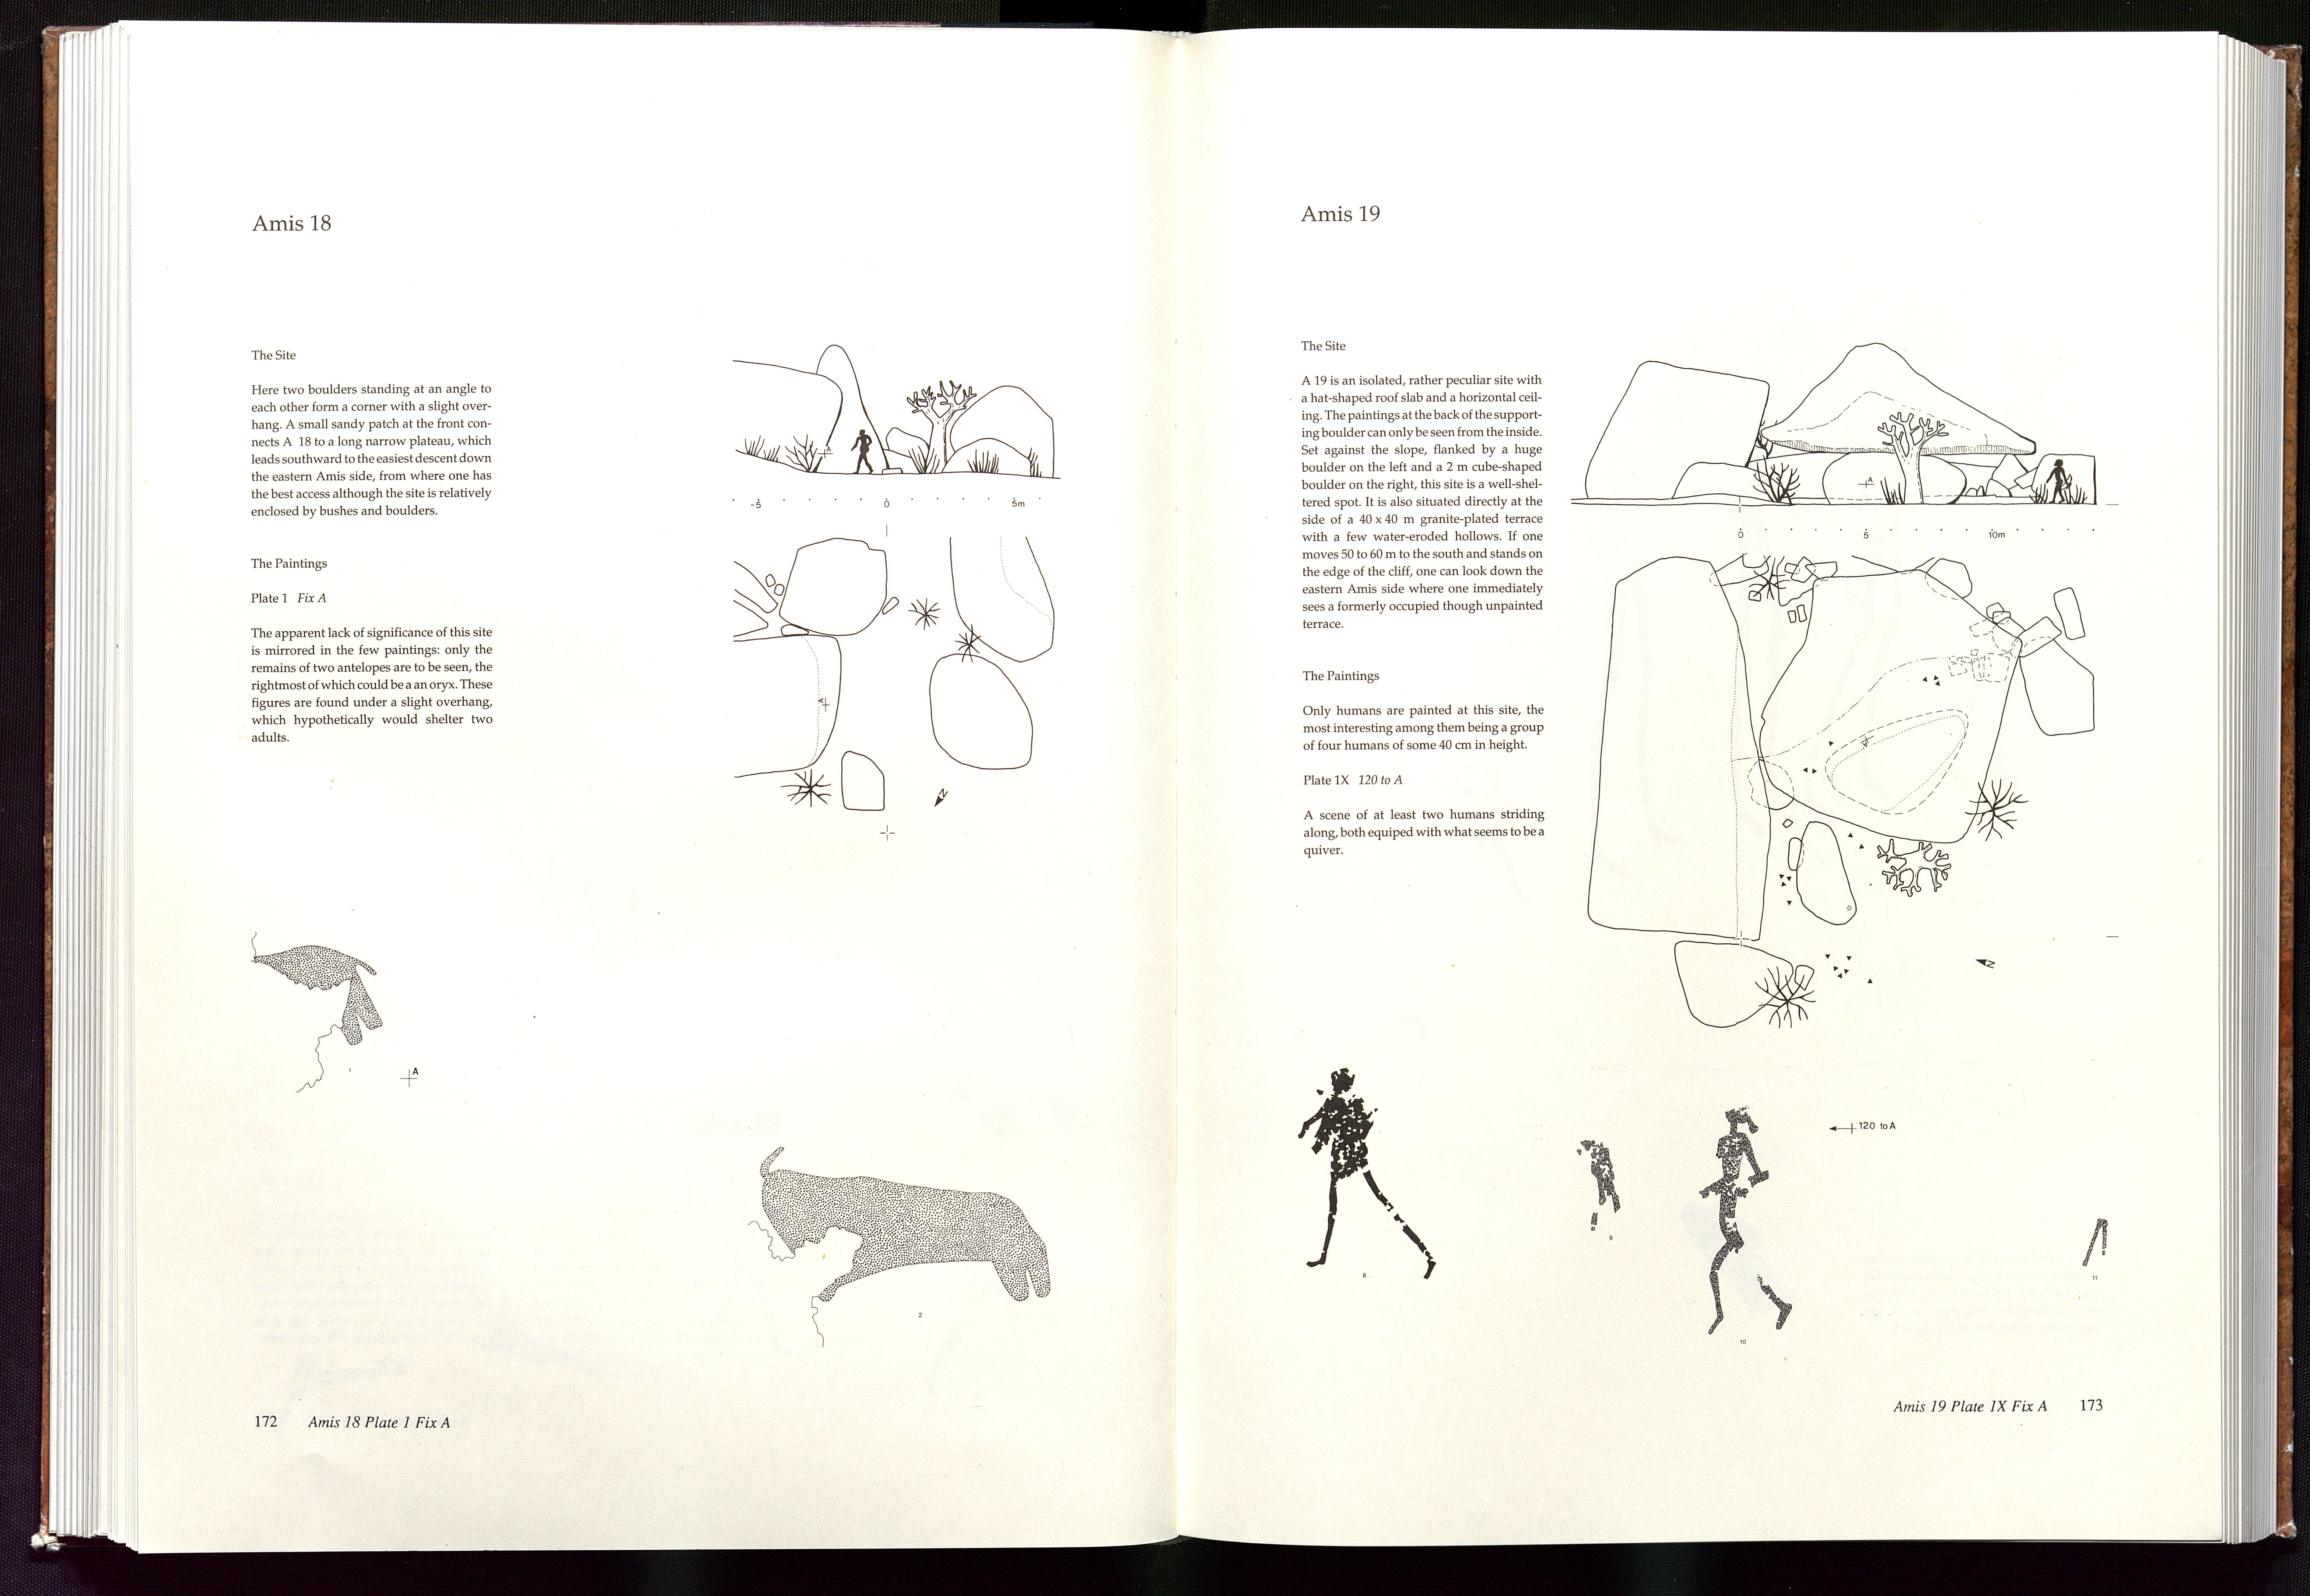 Amis 18
The Site
Here two boulders standing at an angle to
each other form a corner with a slight over-
hang. A small sandy patch at the front con-
nects A 18 to a long narrow plateau, which
leads southward to the easiest descent down
the eastern Amis side, from where one has
the best access although the site is relatively
enclosed by bushes and boulders.
The Paintings
Plate 1 Fix A
The apparent lack of significance of this site
is mirrored in the few paintings: only the
remains of two antelopes are to be seen, the
rightmost of which could be a an oryx. These
figures are found under a slight overhang,
which hypothetically would shelter two
adults.
A
-5 0 5m
A
N
1
A
2
172 Amis 18 Plate 1 Fix A
Amis 19
The Site
A 19 is an isolated, rather peculiar site with
a hat-shaped roof slab and a horizontal ceil-
ing. The paintings at the back of the support-
ing boulder can only be seen from the inside.
Set against the slope, flanked by a huge
boulder on the left and a 2 m cube-shaped
boulder on the right, this site is a well-shel-
tered spot. It is also situated directly at the
side of a 40 x 40 m granite-plated terrace
with a few water-eroded hollows. If one
moves 50 to 60 m to the south and stands on
the edge of the cliff, one can look down the
eastern Amis side where one immediately
sees a formerly occupied though unpainted
terrace.
The Paintings
Only humans are painted at this site, the
most interesting among them being a group
of four humans of some 40 cm in height.
Plate 1X 120 to A
A scene of at least two humans striding
along, both equiped with what seems to be a
quiver.
A
0 5 10m
A
N
120 to A
8
9
10
11
Amis 19 Plate 1X Fix A 173